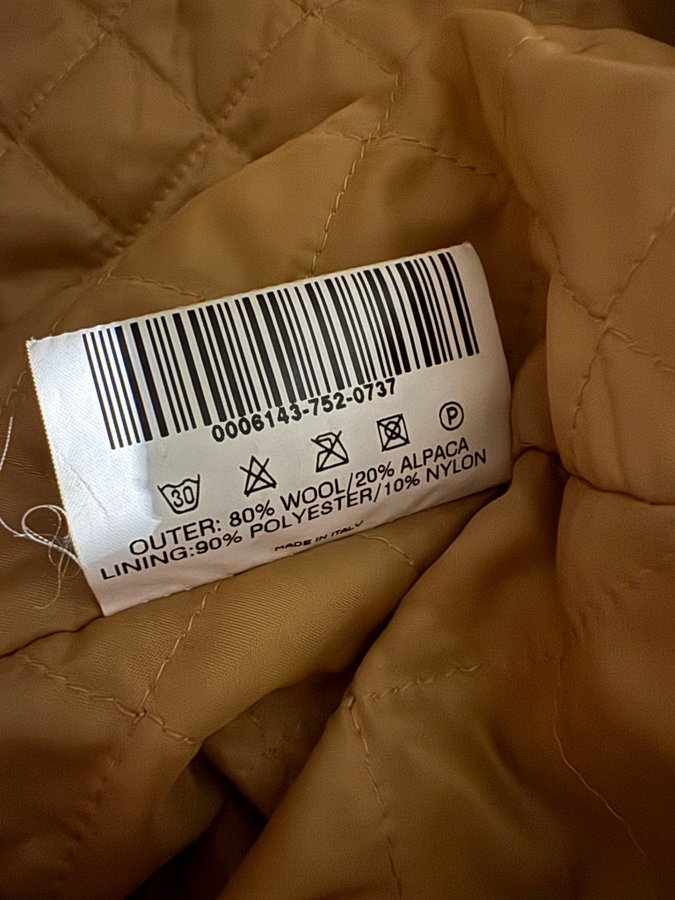 0006143-752-0737
30 P
OUTER: 80% WOOL/20% ALPACA
LINING:90% POLYESTER/10% NYLON
MADE IN ITALY